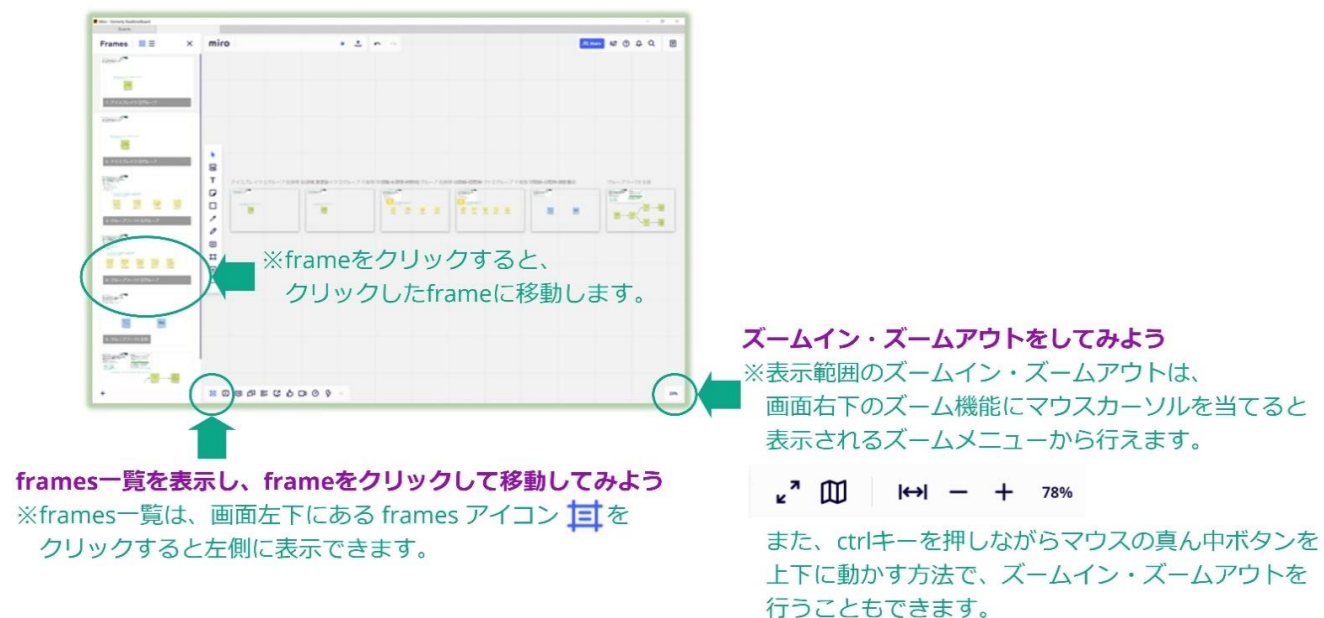 Miro - formerly RealtimeBoard
Boards
Frames
miro
Share
※frameをクリックすると、
クリックしたframeに移動します。
ズームイン・ズームアウトをしてみよう
※表示範囲のズームイン・ズームアウトは、
画面右下のズーム機能にマウスカーソルを当てると
表示されるズームメニューから行えます。
78%
また、ctrlキーを押しながらマウスの真ん中ボタンを
上下に動かす方法で、ズームイン・ズームアウトを
行うこともできます。
frames一覧を表示し、frameをクリックして移動してみよう
※frames一覧は、画面左下にある frames アイコン を
クリックすると左側に表示できます。